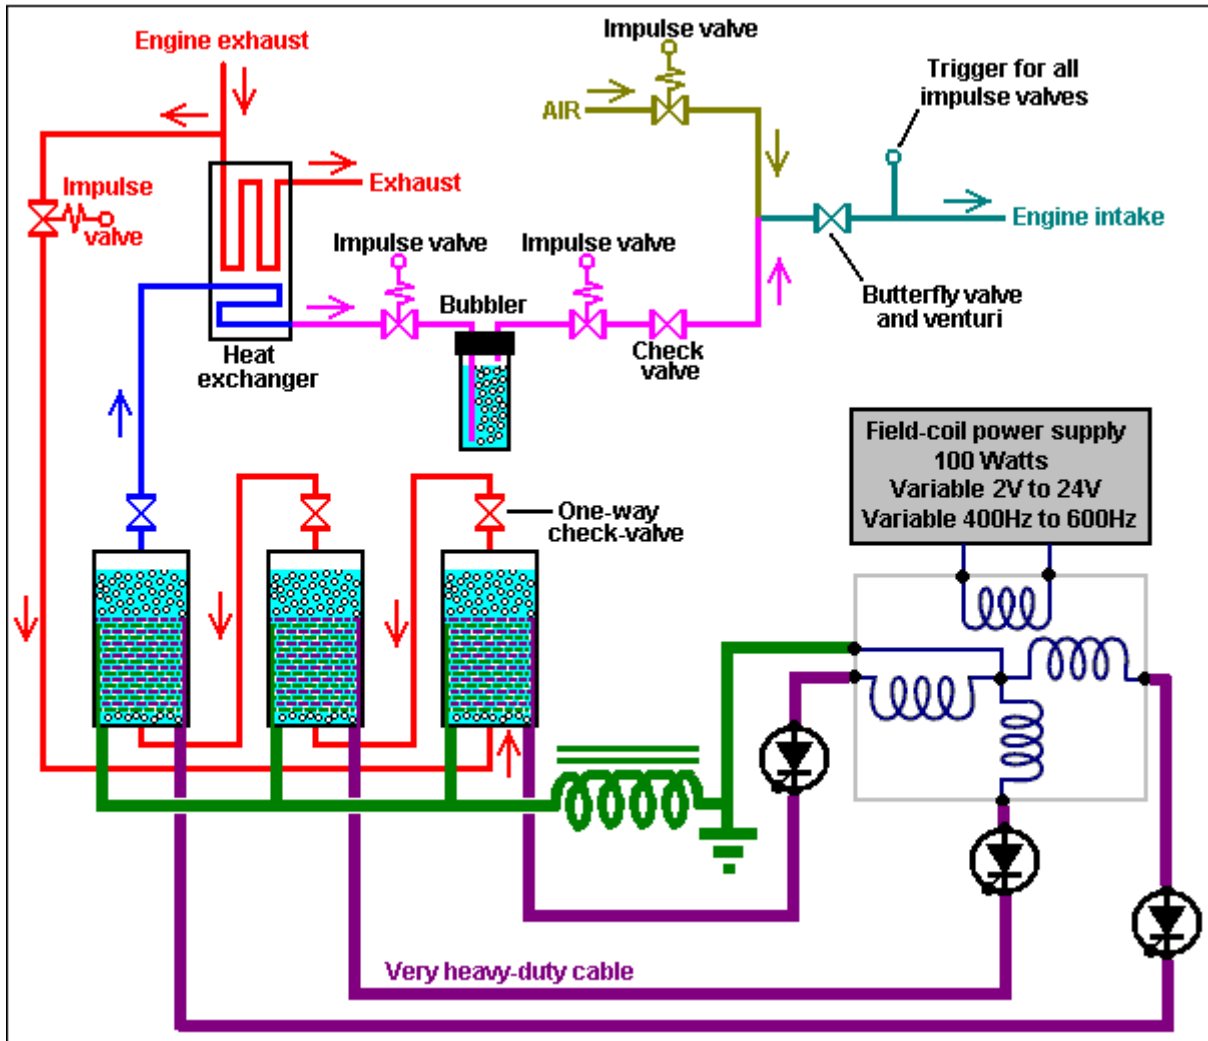 Impulse valve
Engine exhaust
Trigger for all
impulse valves
AIR
Impulse
valve
Exhaust
Engine intake
Impulse valve
Impulse valve
Bubbler
Butterfly valve
and venturi
Heat
exchanger
Check
valve
Field-coil power supply
100 Watts
Variable 2V to 24V
Variable 400Hz to 600Hz
One-way
check-valve
Very heavy-duty cable